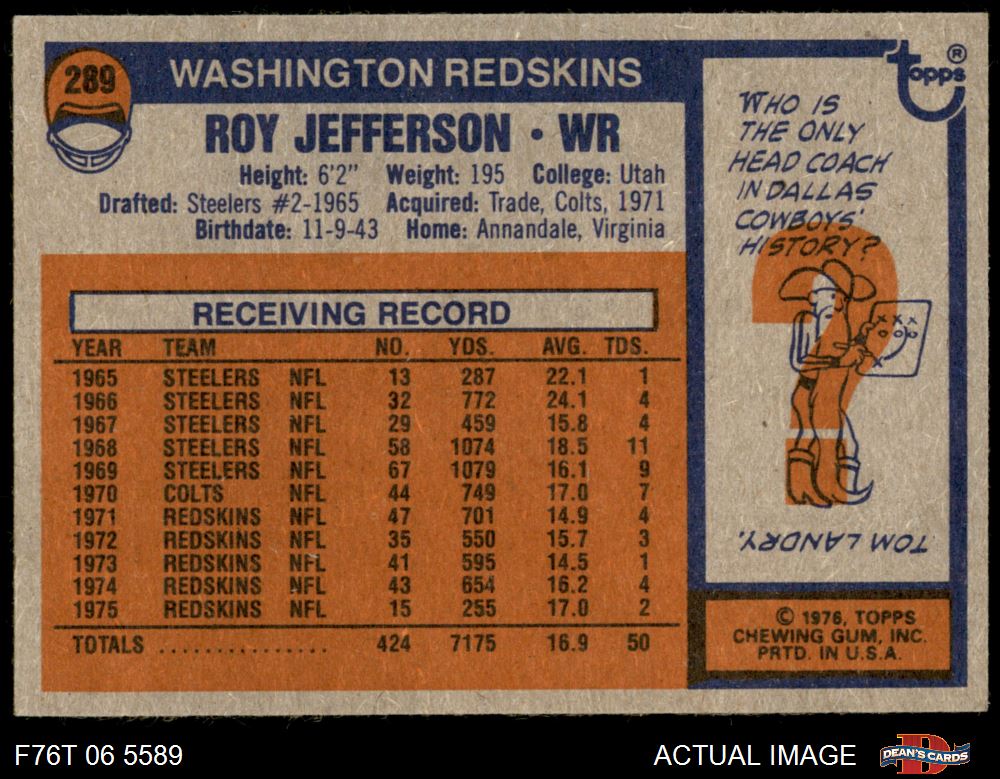 289
WASHINGTON REDSKINS
ROY JEFFERSON • WR
Height: 6'2" Weight: 195 College: Utah
Drafted: Steelers #2-1965 Acquired: Trade, Colts, 1971
Birthdate: 11-9-43 Home: Annandale, Virginia
RECEIVING RECORD
YEAR TEAM NO. YDS. AVG. TDS.
1965 STEELERS NFL 13 287 22.1 1
1966 STEELERS NFL 32 772 24.1 4
1967 STEELERS NFL 29 459 15.8 4
1968 STEELERS NFL 58 1074 18.5 11
1969 STEELERS NFL 67 1079 16.1 9
1970 COLTS NFL 44 749 17.0 7
1971 REDSKINS NFL 47 701 14.9 4
1972 REDSKINS NFL 35 550 15.7 3
1973 REDSKINS NFL 41 595 14.5 1
1974 REDSKINS NFL 43 654 16.2 4
1975 REDSKINS NFL 15 255 17.0 2
TOTALS ............... 424 7175 16.9 50
topps ®
WHO IS
THE ONLY
HEAD COACH
IN DALLAS
COWBOYS'
HISTORY?
?
X X X
O O O
X
TOM LANDRY.
© 1976, TOPPS
CHEWING GUM, INC.
PRTD. IN U.S.A.
F76T 06 5589
ACTUAL IMAGE
DEAN'S CARDS